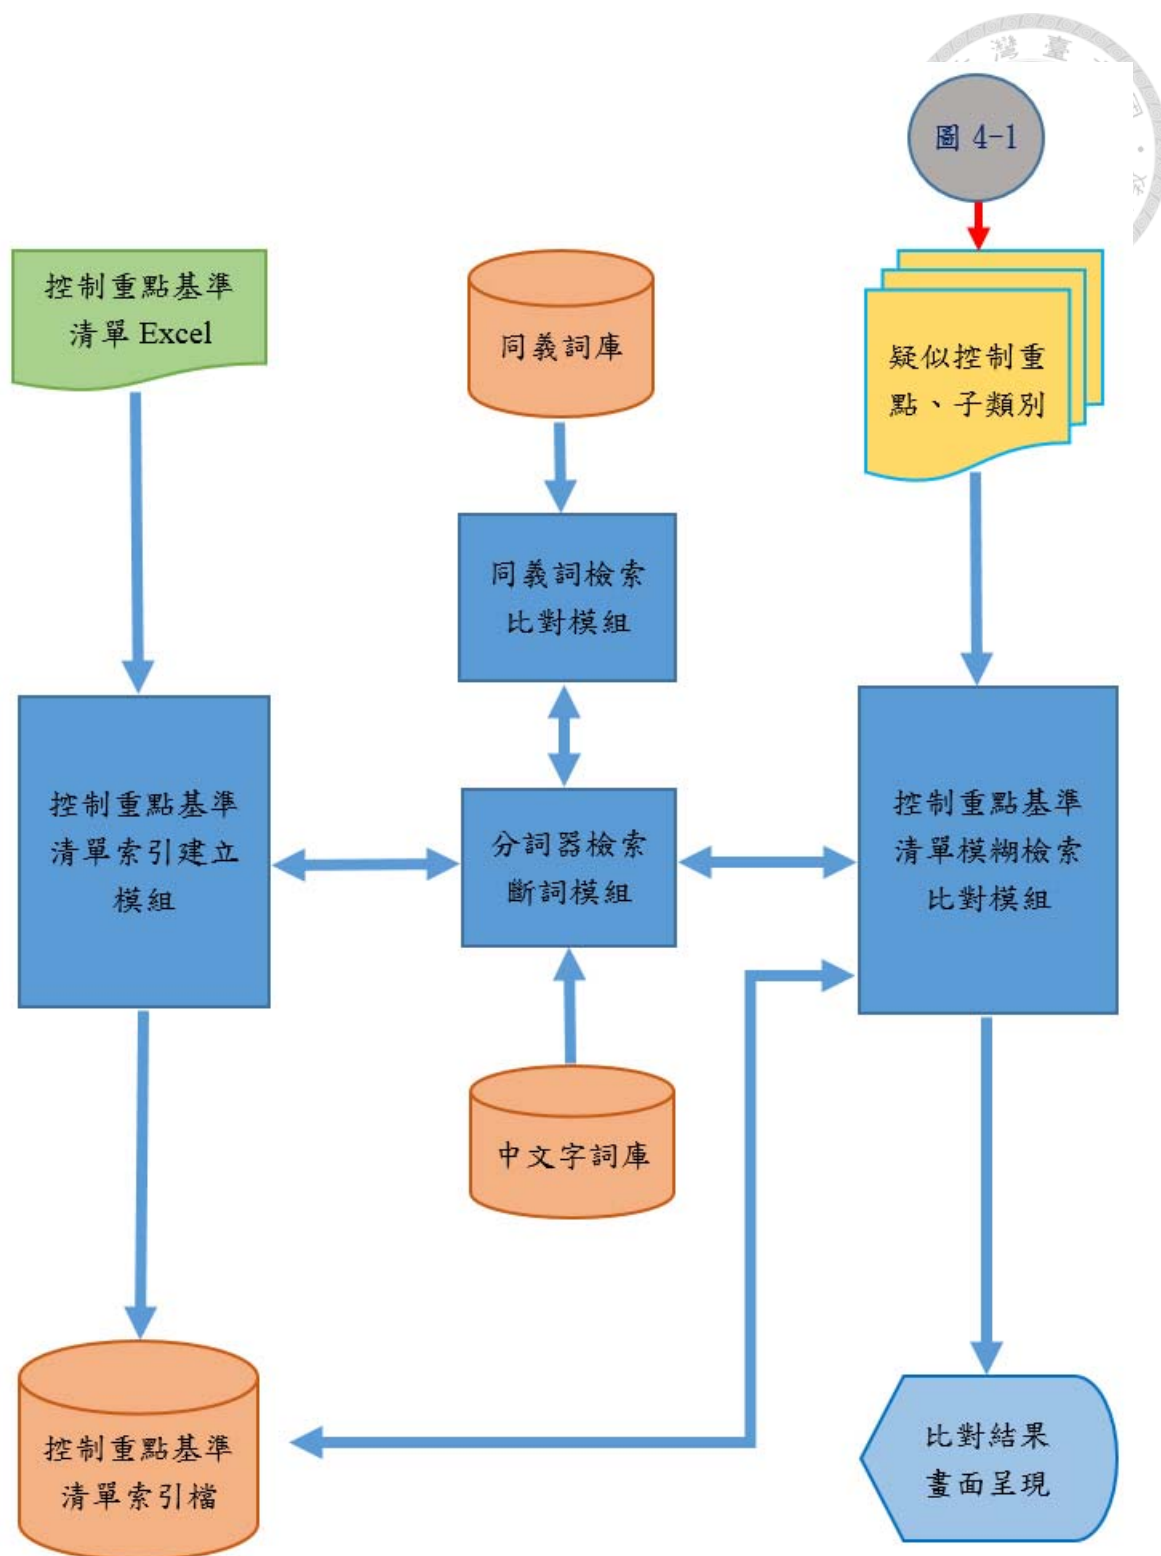 灣臺
圖 4-1
控制重點基準
清單 Excel
同義詞庫
疑似控制重
點、子類別
同義詞檢索
比對模組
控制重點基準
清單索引建立
模組
分詞器檢索
斷詞模組
控制重點基準
清單模糊檢索
比對模組
中文字詞庫
控制重點基準
清單索引檔
比對結果
畫面呈現